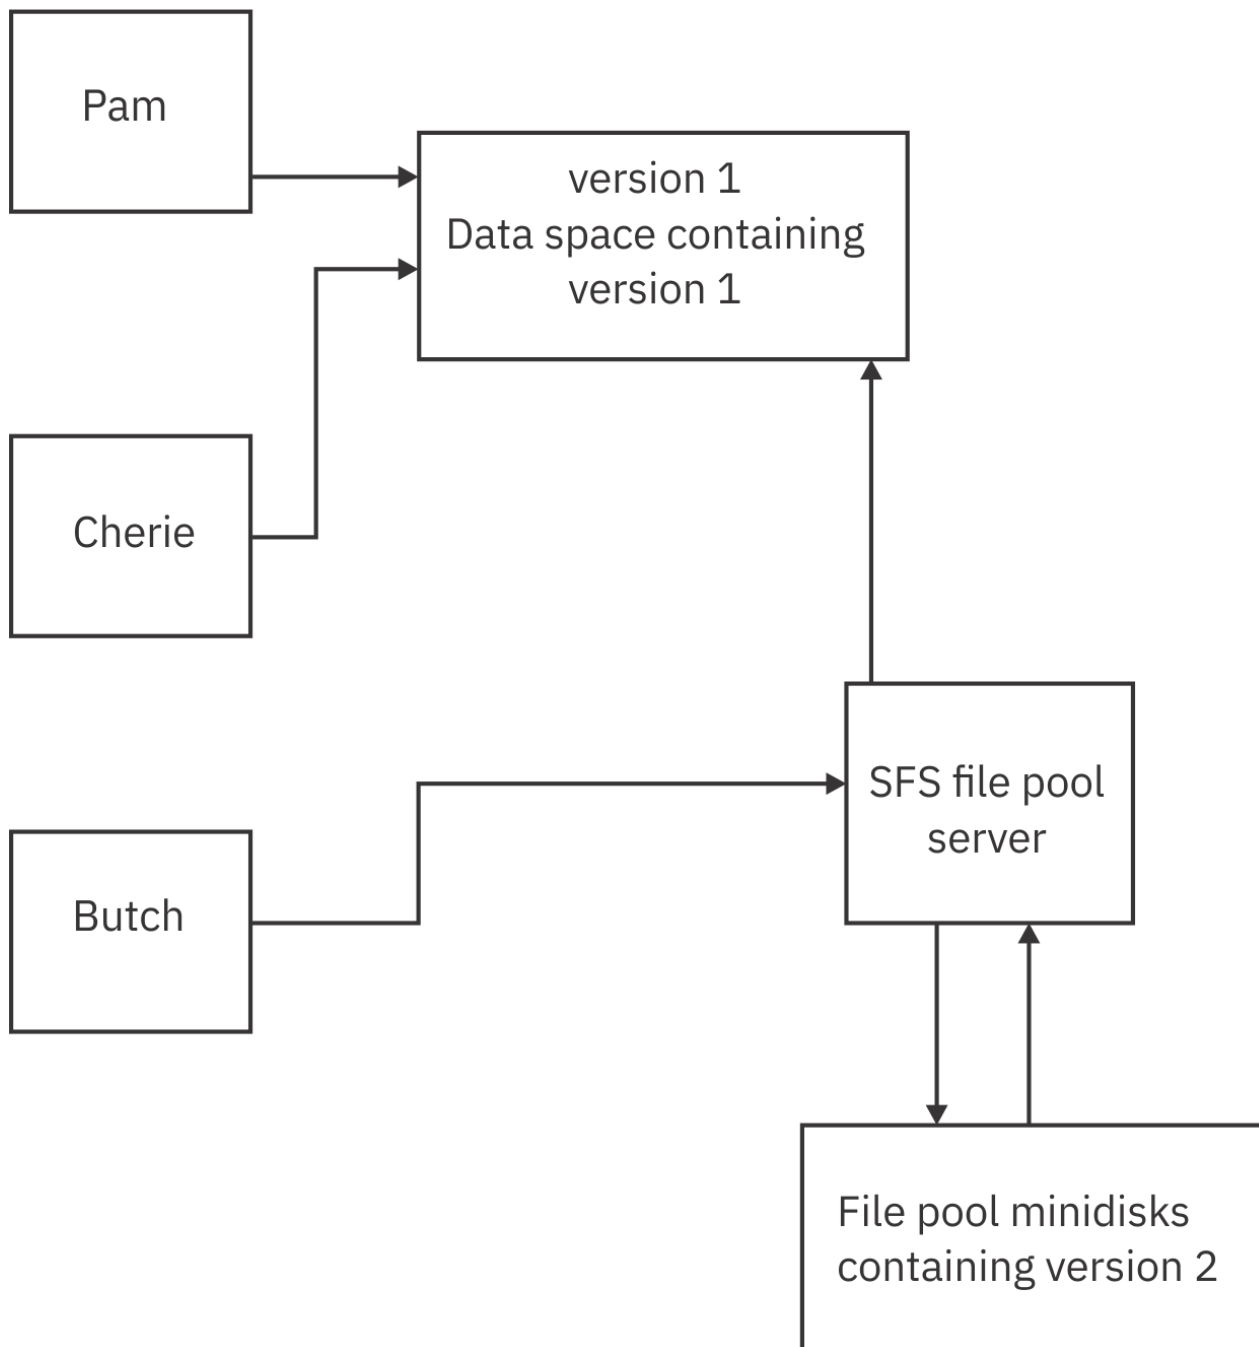 Pam
version 1
Data space containing
version 1
Cherie
SFS file pool
server
Butch
File pool minidisks
containing version 2